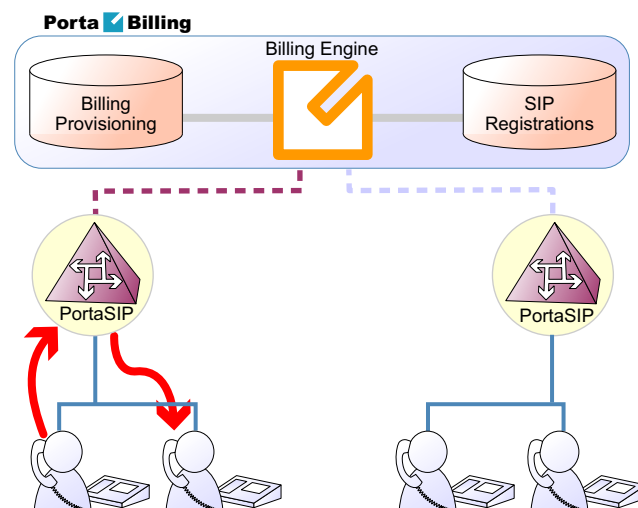 Porta Billing
Billing Engine
Billing
Provisioning
SIP
Registrations
PortaSIP
PortaSIP